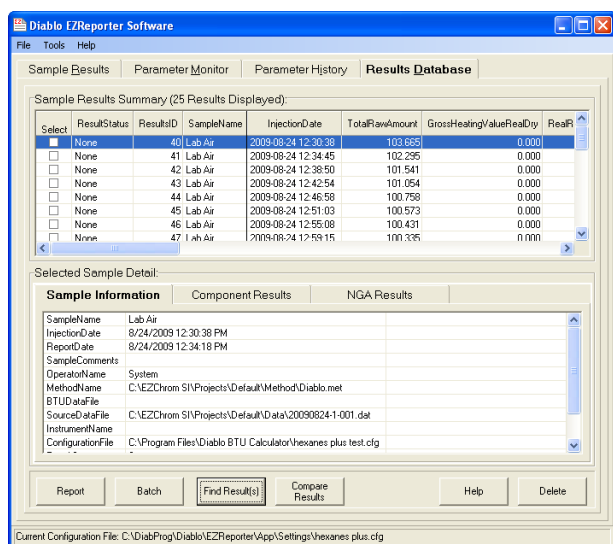 Diablo EZReporter Software
File Tools Help
Sample Results Parameter Monitor Parameter History Results Database
Sample Results Summary (25 Results Displayed):
Select ResultStatus ResultsID SampleName InjectionDate TotalRawAmount GrossHeatingValueRealDry RealR
None 40 Lab Air 2009-08-24 12:30:38 103.665 0.000
None 41 Lab Air 2009-08-24 12:34:45 102.295 0.000
None 42 Lab Air 2009-08-24 12:38:50 101.541 0.000
None 43 Lab Air 2009-08-24 12:42:54 101.054 0.000
None 44 Lab Air 2009-08-24 12:46:58 100.758 0.000
None 45 Lab Air 2009-08-24 12:51:03 100.573 0.000
None 46 Lab Air 2009-08-24 12:55:08 100.431 0.000
None 47 Lab Air 2009-08-24 12:59:15 100.335 0.000
Selected Sample Detail:
Sample Information Component Results NGA Results
SampleName Lab Air
InjectionDate 8/24/2009 12:30:38 PM
ReportDate 8/24/2009 12:34:18 PM
SampleComments
OperatorName System
MethodName C:\EZChrom SI\Projects\Default\Method\Diablo.met
BTUDataFile
SourceDataFile C:\EZChrom SI\Projects\Default\Data\20090824-1-001.dat
InstrumentName
ConfigurationFile C:\Program Files\Diablo BTU Calculator\hexanes plus test.cfg
Report Batch Find Result(s) Compare Results Help Delete
Current Configuration File: C:\DiabProg\Diablo\EZReporter\App\Settings\hexanes plus.cfg